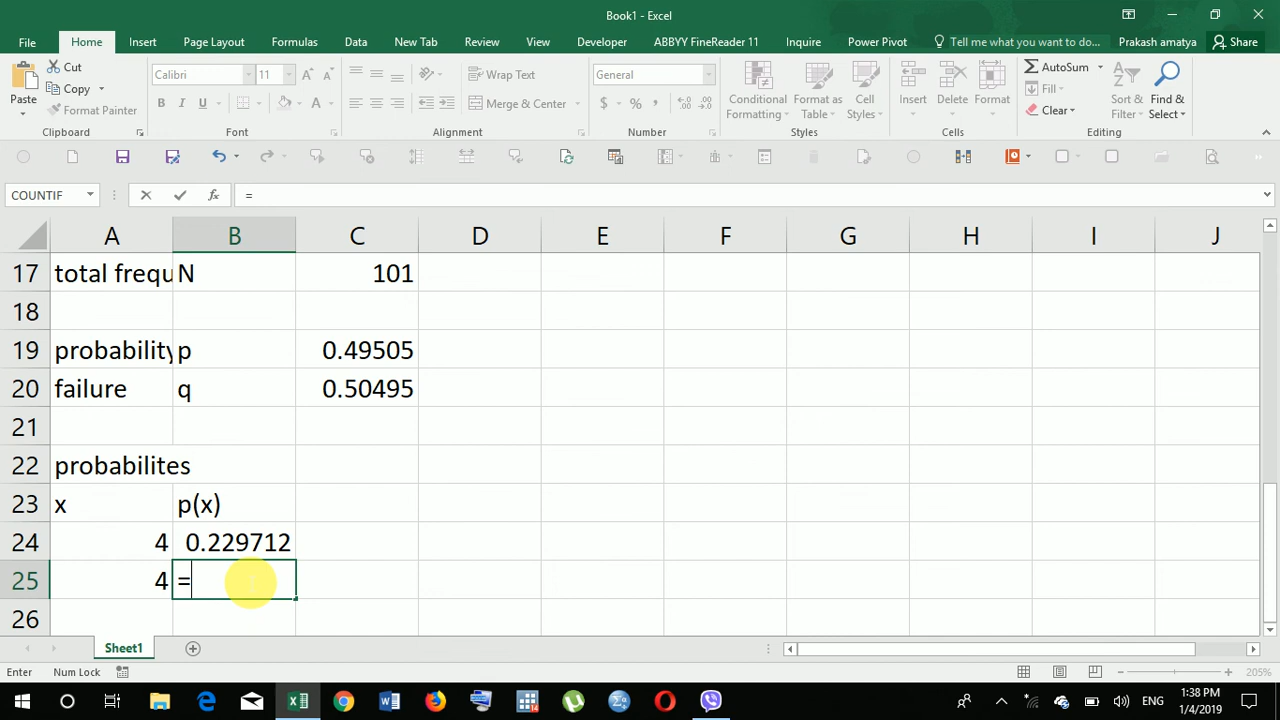 Book1 - Excel
File Home Insert Page Layout Formulas Data New Tab Review View Developer ABBYY FineReader 11 Inquire Power Pivot Tell me what you want to do... Prakash amatya Share
Paste
Cut
Copy
Format Painter
Calibri 11
B I U
A A
Wrap Text
Merge & Center
General
$ % ,
Conditional Formatting
Format as Table
Cell Styles
Insert
Delete
Format
AutoSum
Fill
Clear
Sort & Filter
Find & Select
Clipboard Font Alignment Number Styles Cells Editing
COUNTIF fx =
A B C D E F G H I J
17 total frequ N 101
18
19 probability p 0.49505
20 failure q 0.50495
21
22 probabilites
23 x p(x)
24 4 0.229712
25 4 =
26
Sheet1
Enter Num Lock 205%
ENG 1:38 PM
1/4/2019